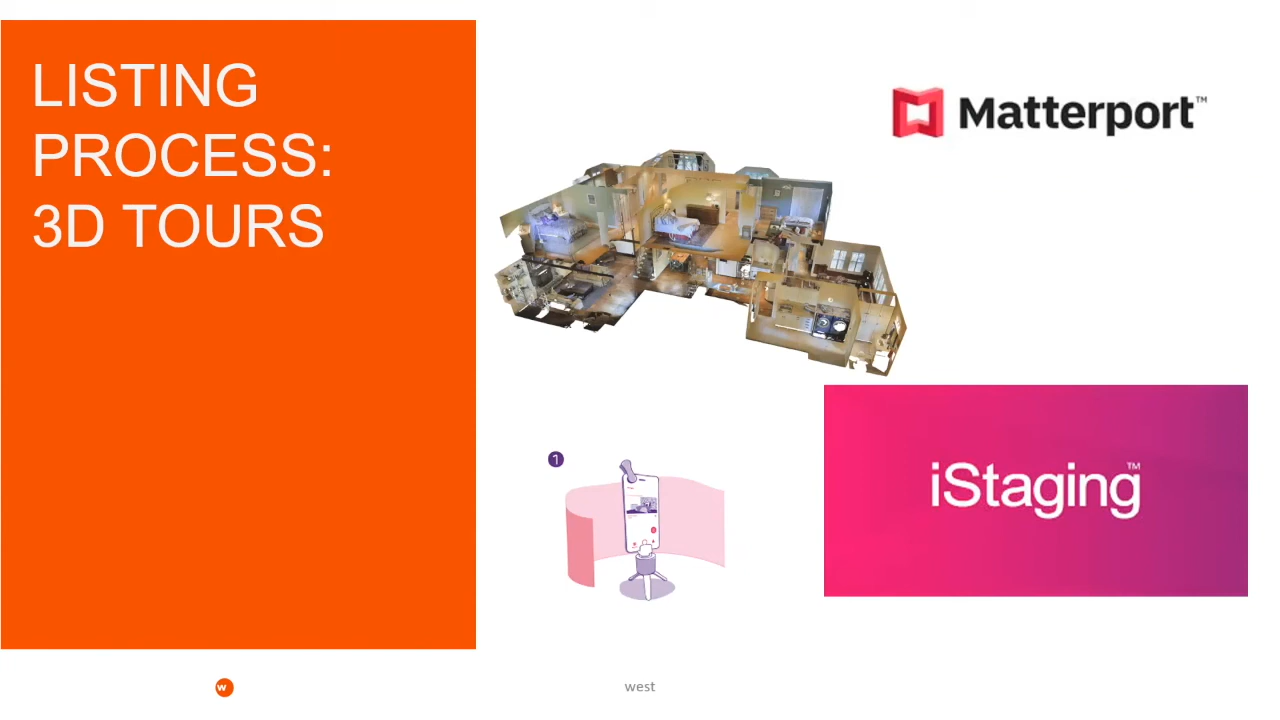 LISTING
PROCESS:
3D TOURS
Matterport™
1
iStaging™
w
west